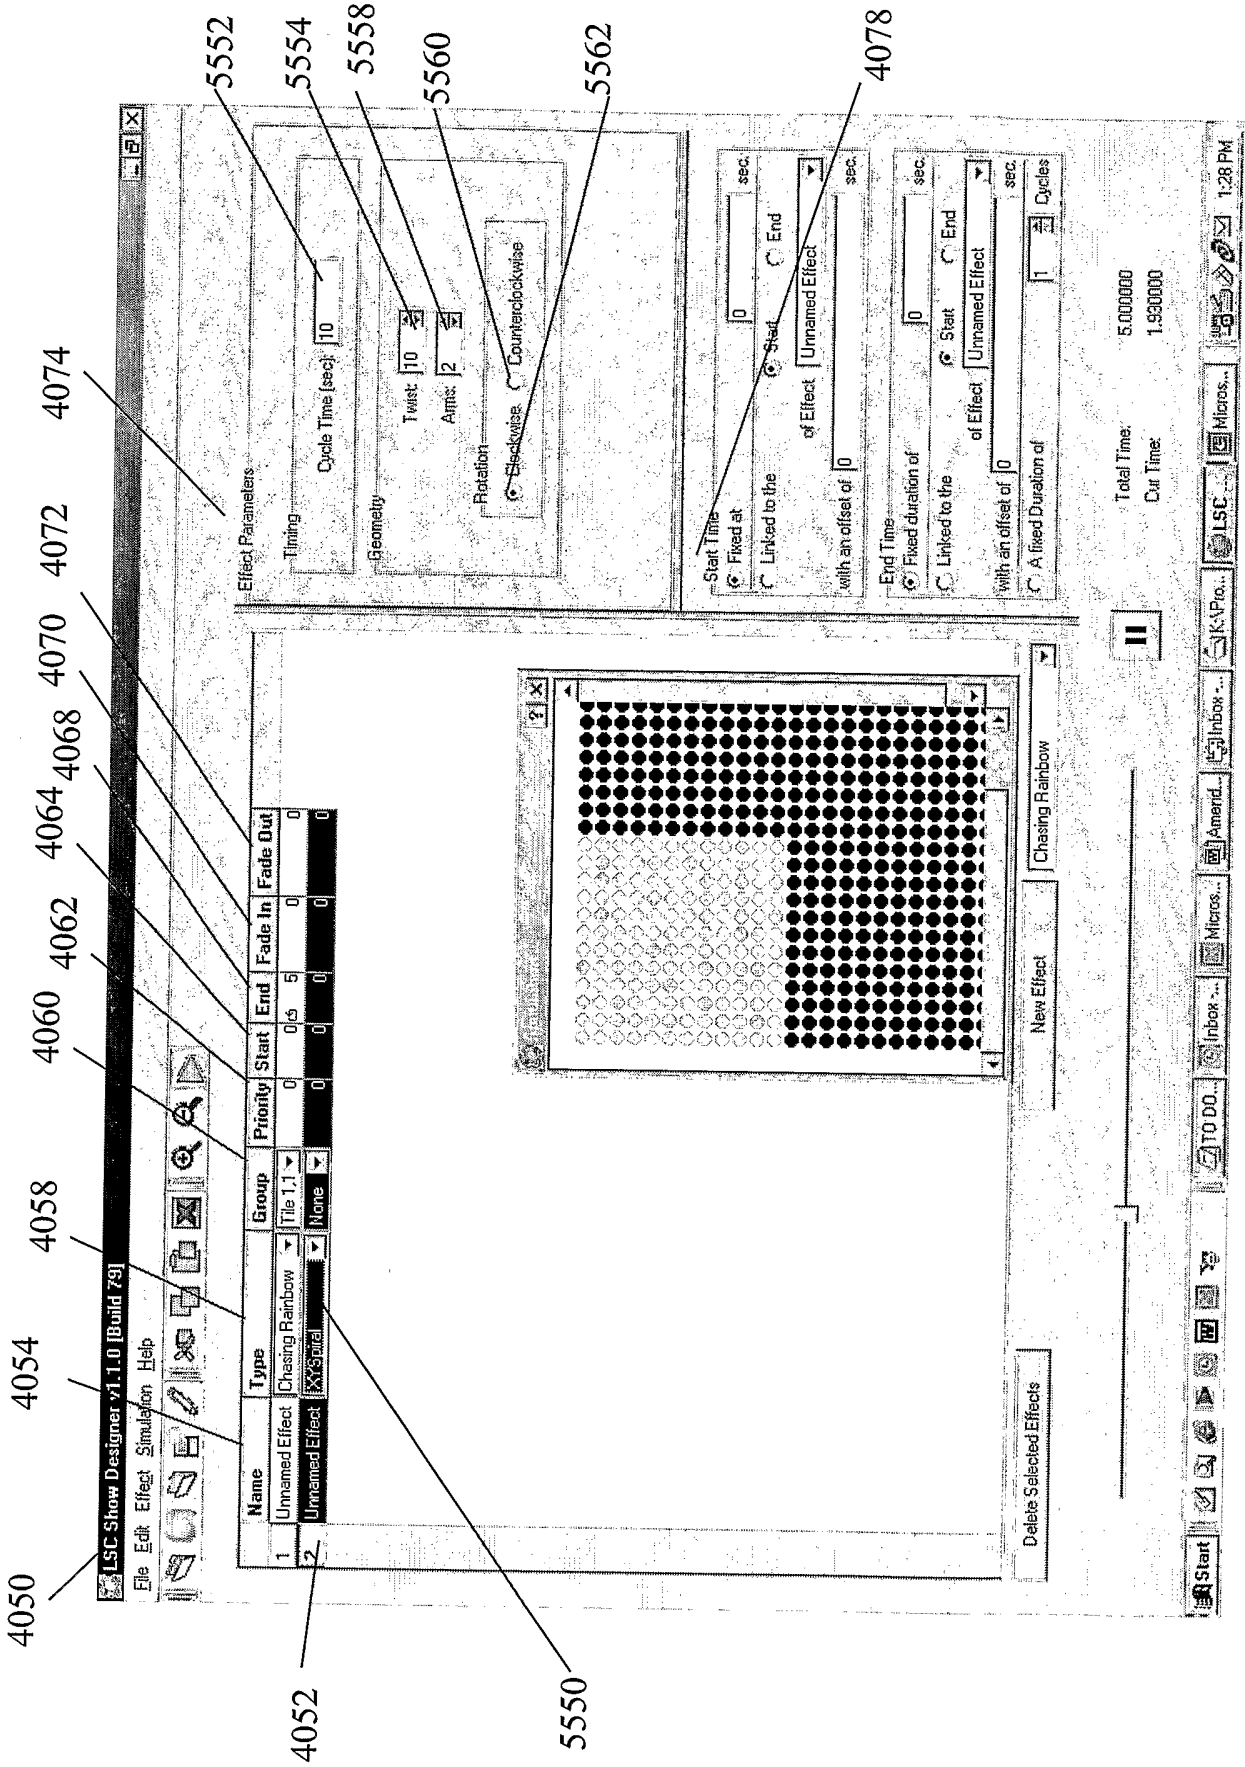 4050
4054
4058
4060
4062
4064
4068
4070
4072
4074
5552
5554
5558
5560
5562
4078
4052
5550
LSC Show Designer v1.1.0 [Build 79]
File Edit Effect Simulation Help
Name Type Group Priority Start End Fade In Fade Out
1 Unnamed Effect Chasing Rainbow Tile 1,1 0 0 5 0 0
2 Unnamed Effect XYSpiral None 0 0 0 0
Effect Parameters
Timing
Cycle Time (sec): 10
Geometry
Twist: 10
Arms: 2
Rotation
Clockwise Counterclockwise
Start Time
Fixed at 0 sec.
Linked to the Start End
of Effect Unnamed Effect
with an offset of 0 sec.
End Time
Fixed duration of 0 sec.
Linked to the Start End
of Effect Unnamed Effect
with an offset of 0 sec.
A fixed Duration of 1 Cycles
Delete Selected Effects New Effect Chasing Rainbow
Total Time: 5.000000
Cur Time: 1.930000
Start TO DO... Inbox -... Micros... Amend... Inbox -... K:\Pro... LSC... Micros... 1:28 PM